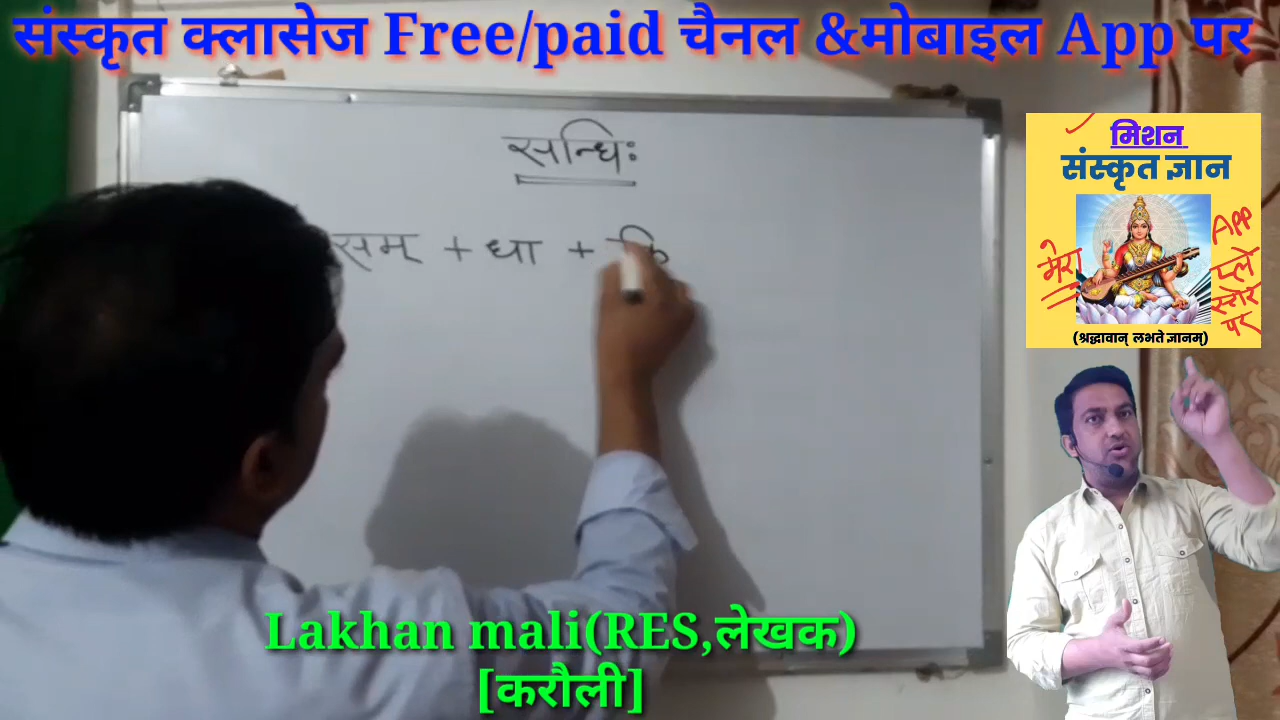 संस्कृत क्लासेज Free/paid चैनल &मोबाइल App पर
सन्धिः
सम् + धा + कि
मिशन
संस्कृत ज्ञान
मेरा
App
प्ले
स्टोर
पर
(श्रद्धावान् लभते ज्ञानम्)
Lakhan mali(RES,लेखक)
[करौली]